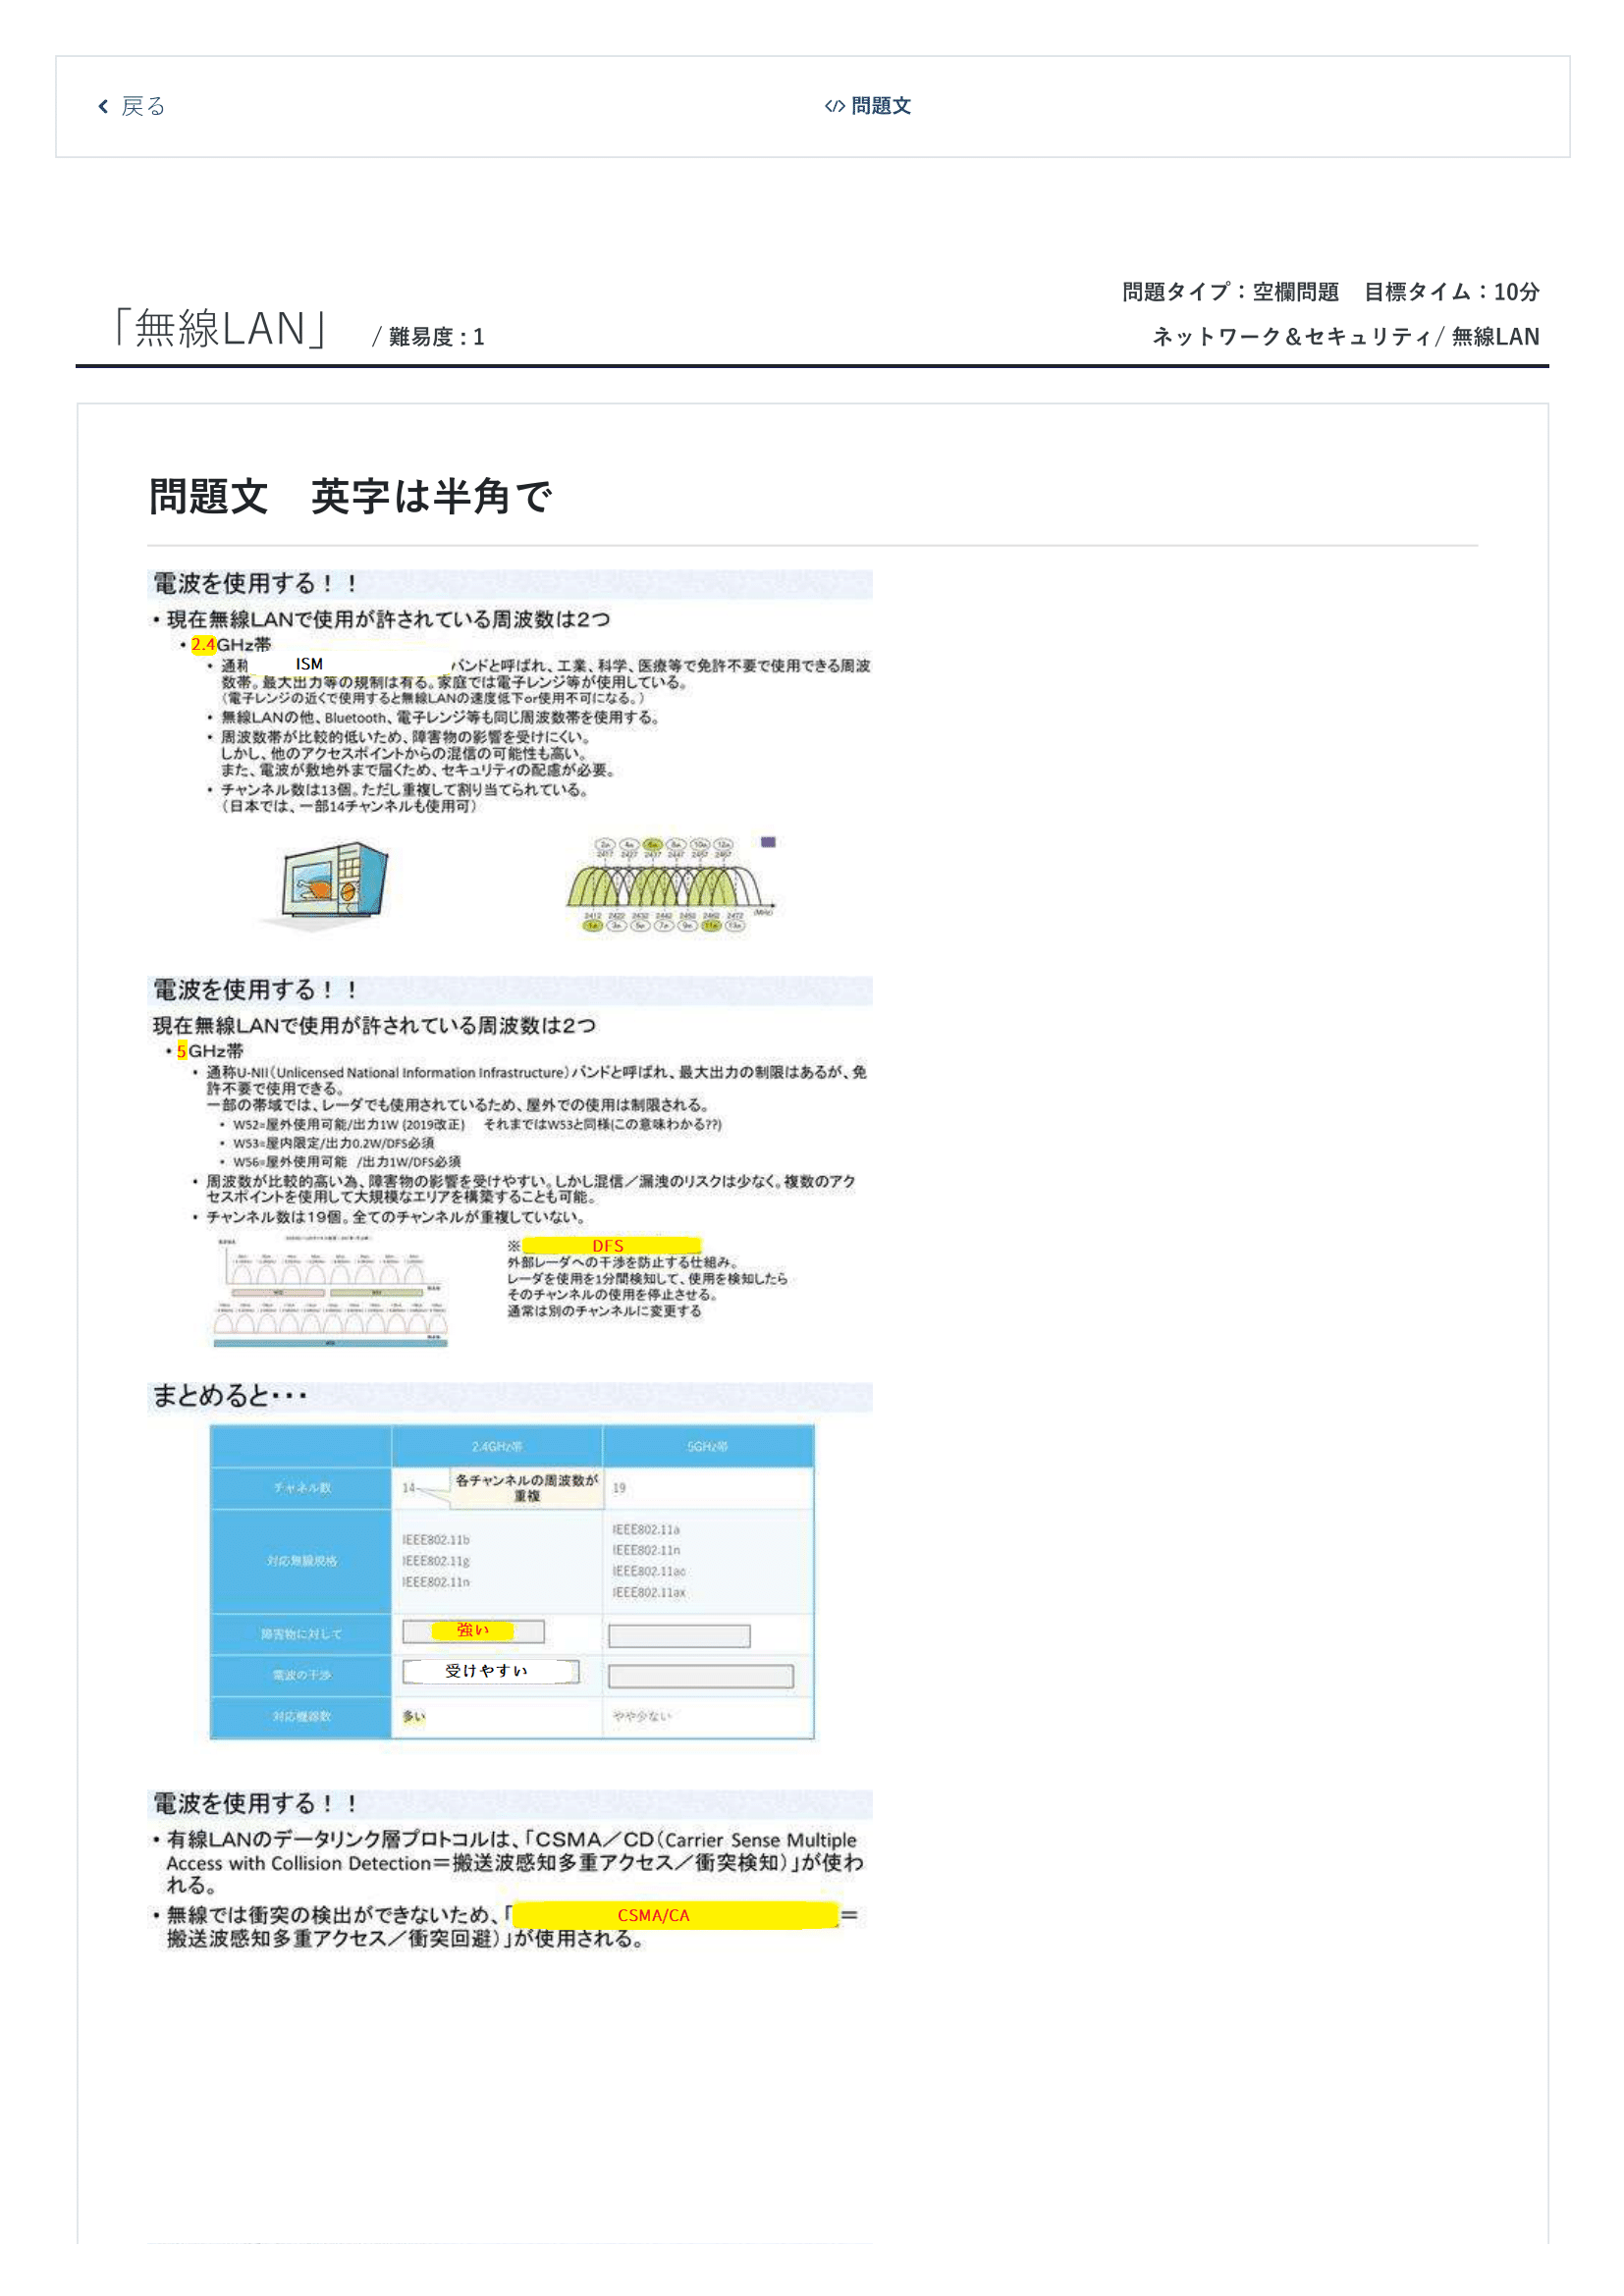 戻る
</> 問題文
問題タイプ：空欄問題　目標タイム：10分
「無線LAN」 / 難易度 : 1
ネットワーク＆セキュリティ/ 無線LAN
問題文　英字は半角で
電波を使用する！！
・現在無線LANで使用が許されている周波数は2つ
・2.4GHz帯
・通称 ISM バンドと呼ばれ、工業、科学、医療等で免許不要で使用できる周波
数帯。最大出力等の規制は有る。家庭では電子レンジ等が使用している。
（電子レンジの近くで使用すると無線LANの速度低下or使用不可になる。）
・無線LANの他、Bluetooth、電子レンジ等も同じ周波数帯を使用する。
・周波数帯が比較的低いため、障害物の影響を受けにくい。
しかし、他のアクセスポイントからの混信の可能性も高い。
また、電波が敷地外まで届くため、セキュリティの配慮が必要。
・チャンネル数は13個。ただし重複して割り当てられている。
（日本では、一部14チャンネルも使用可）
2417 2427 2437 2447 2457 2467
2412 2422 2432 2442 2452 2462 2472 (MHz)
電波を使用する！！
現在無線LANで使用が許されている周波数は2つ
・5GHz帯
・通称U-NII（Unlicensed National Information Infrastructure）バンドと呼ばれ、最大出力の制限はあるが、免
許不要で使用できる。
一部の帯域では、レーダでも使用されているため、屋外での使用は制限される。
・W52=屋外使用可能/出力1W (2019改正)　それまではW53と同様(この意味わかる??)
・W53=屋内限定/出力0.2W/DFS必須
・W56=屋外使用可能 /出力1W/DFS必須
・周波数が比較的高い為、障害物の影響を受けやすい。しかし混信／漏洩のリスクは少なく。複数のアク
セスポイントを使用して大規模なエリアを構築することも可能。
・チャンネル数は19個。全てのチャンネルが重複していない。
※ DFS
外部レーダへの干渉を防止する仕組み。
レーダを使用を1分間検知して、使用を検知したら
そのチャンネルの使用を停止させる。
通常は別のチャンネルに変更する
まとめると・・・
2.4GHz帯 5GHz帯
チャネル数 14 各チャンネルの周波数が 19
重複
対応無線規格
IEEE802.11b
IEEE802.11g
IEEE802.11n
IEEE802.11a
IEEE802.11n
IEEE802.11ac
IEEE802.11ax
障害物に対して 強い
電波の干渉 受けやすい
対応機器数 多い やや少ない
電波を使用する！！
・有線LANのデータリンク層プロトコルは、「CSMA／CD（Carrier Sense Multiple
Access with Collision Detection＝搬送波感知多重アクセス／衝突検知）」が使わ
れる。
・無線では衝突の検出ができないため、「 CSMA/CA ＝
搬送波感知多重アクセス／衝突回避）」が使用される。